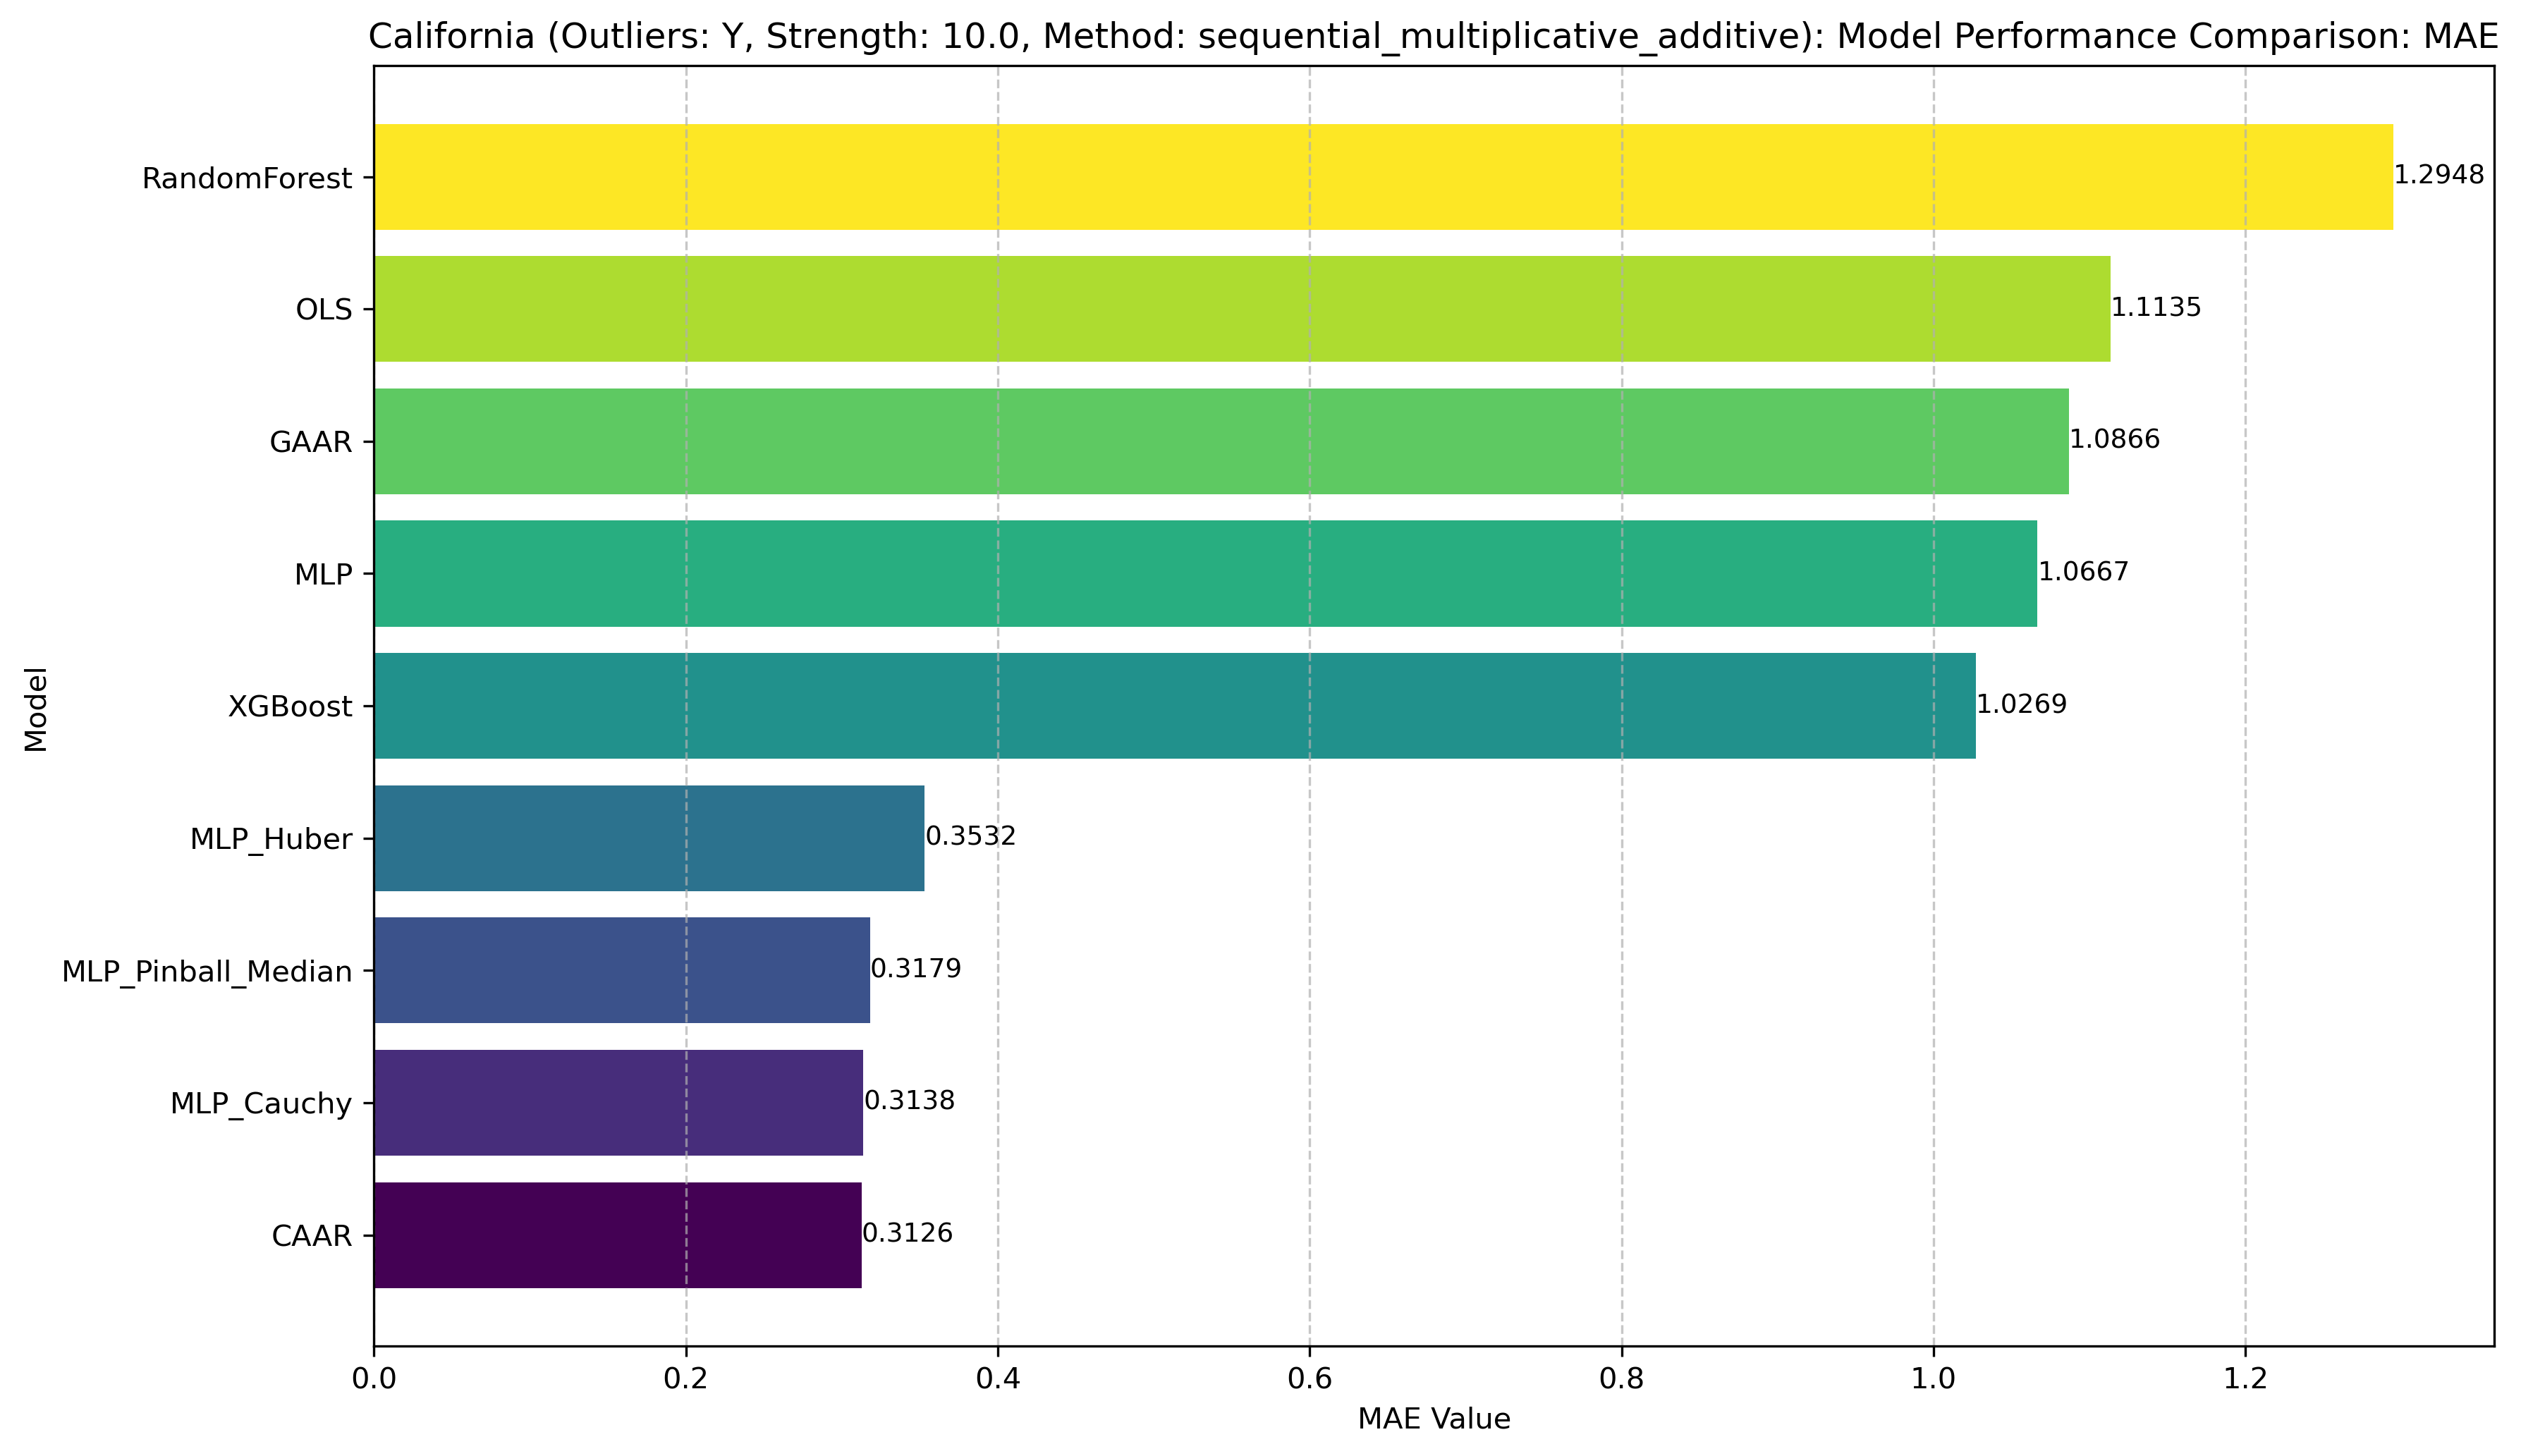 California (Outliers: Y, Strength: 10.0, Method: sequential_multiplicative_additive): Model Performance Comparison: MAE
RandomForest 1.2948
OLS 1.1135
GAAR 1.0866
MLP 1.0667
XGBoost 1.0269
MLP_Huber 0.3532
MLP_Pinball_Median 0.3179
MLP_Cauchy 0.3138
CAAR 0.3126
Model
0.0 0.2 0.4 0.6 0.8 1.0 1.2
MAE Value